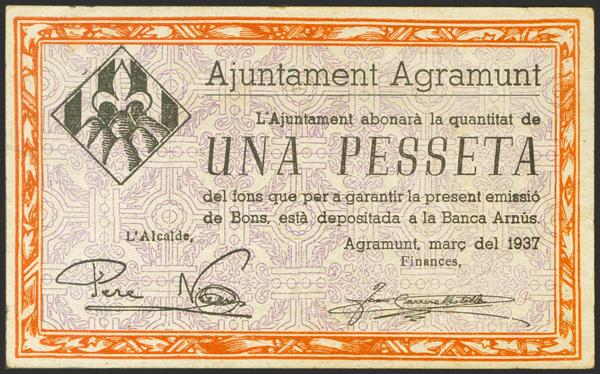 Ajuntament Agramunt
L'Ajuntament abonarà la quantitat de
UNA PESSETA
del fons que per a garantir la present emissió
de Bons, està depositada a la Banca Arnús.
L'Alcalde,
Agramunt, març del 1937
Finances,
Pere